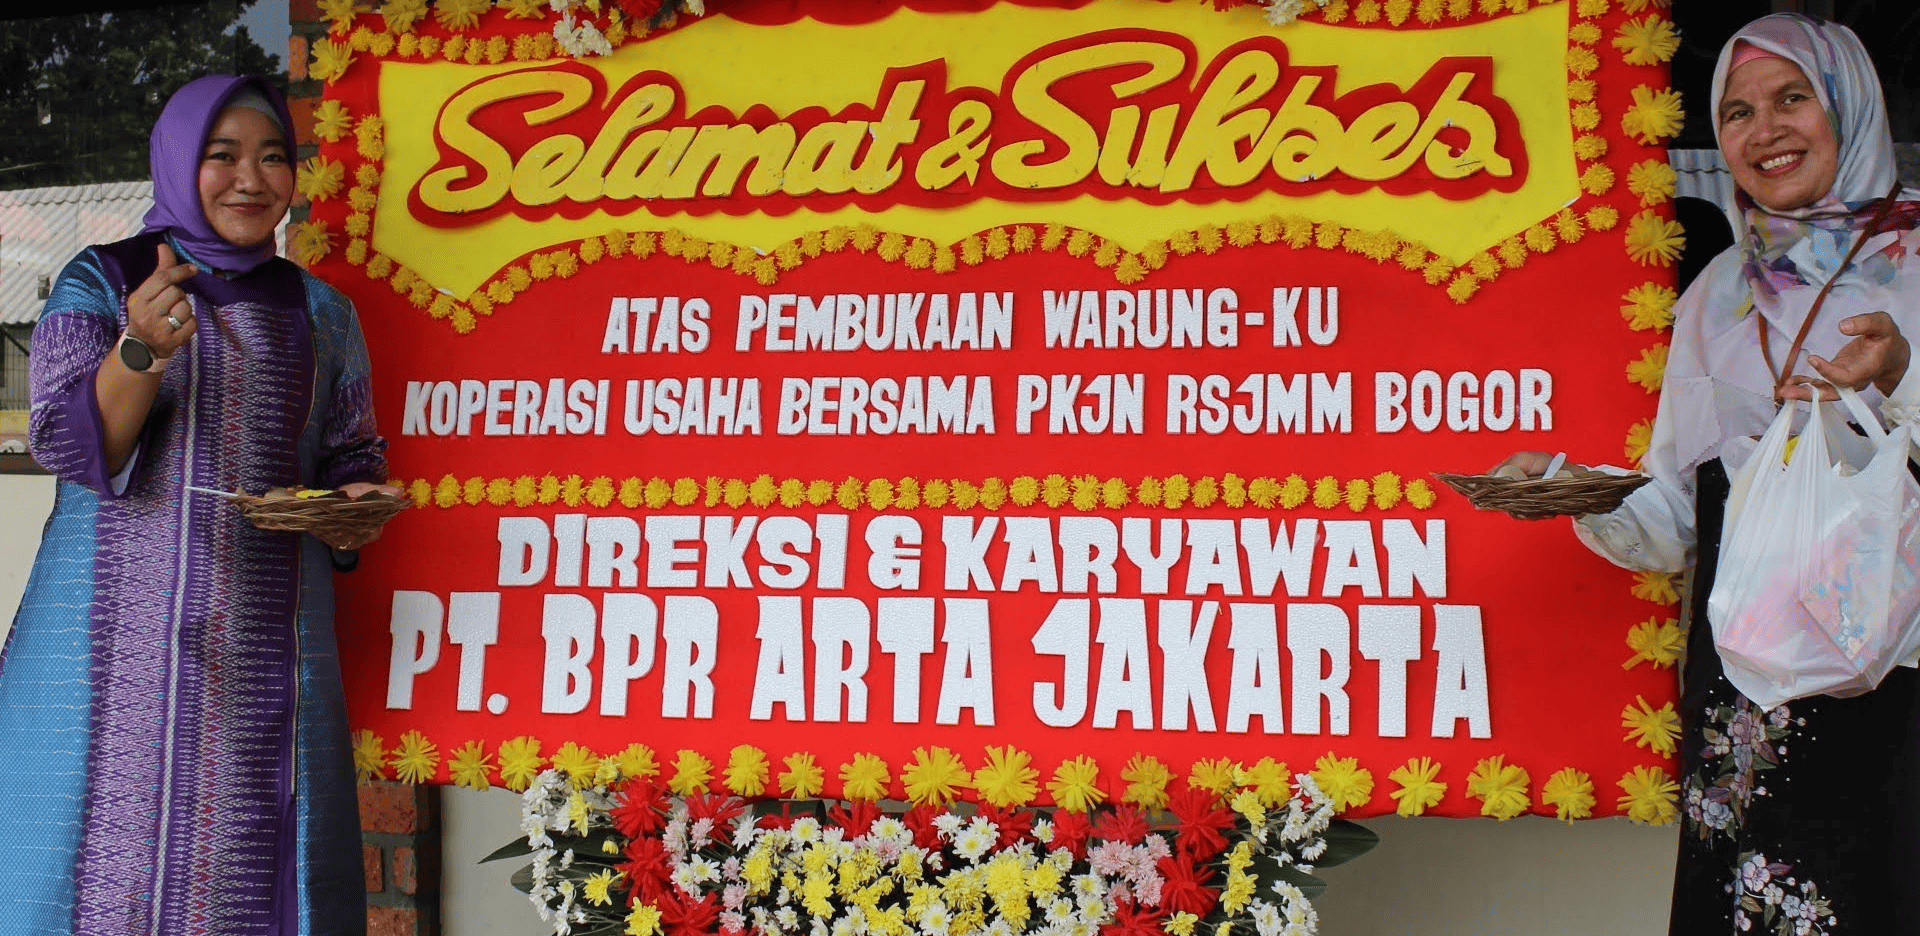 Selamat & Sukses
ATAS PEMBUKAAN WARUNG-KU
KOPERASI USAHA BERSAMA PKJN RSJMM BOGOR
DIREKSI & KARYAWAN
PT. BPR ARTA JAKARTA